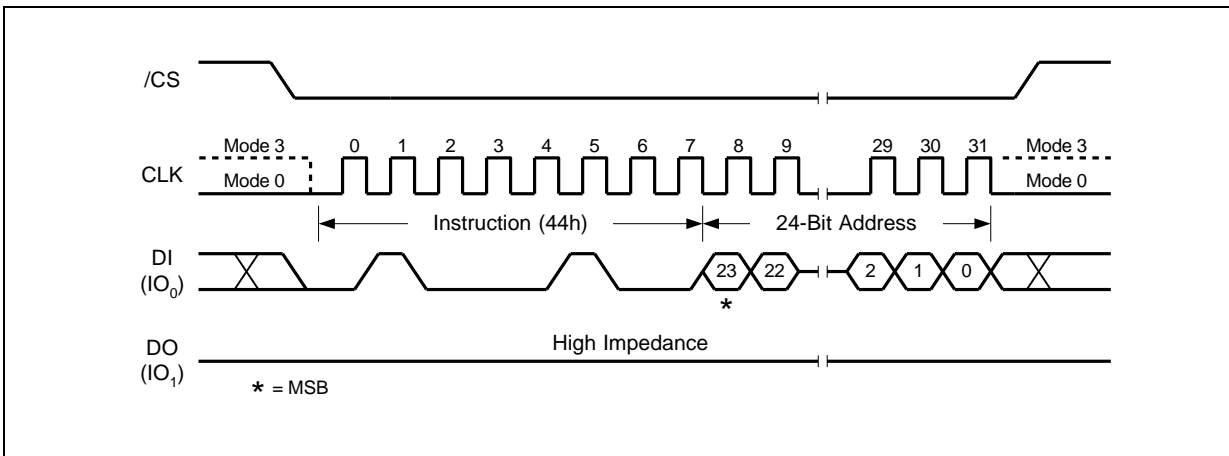 /CS
Mode 3 0 1 2 3 4 5 6 7 8 9 29 30 31 Mode 3
CLK
Mode 0 Mode 0
Instruction (44h) 24-Bit Address
DI
(IO0)
23 22 2 1 0
*
High Impedance
DO
(IO1)
* = MSB